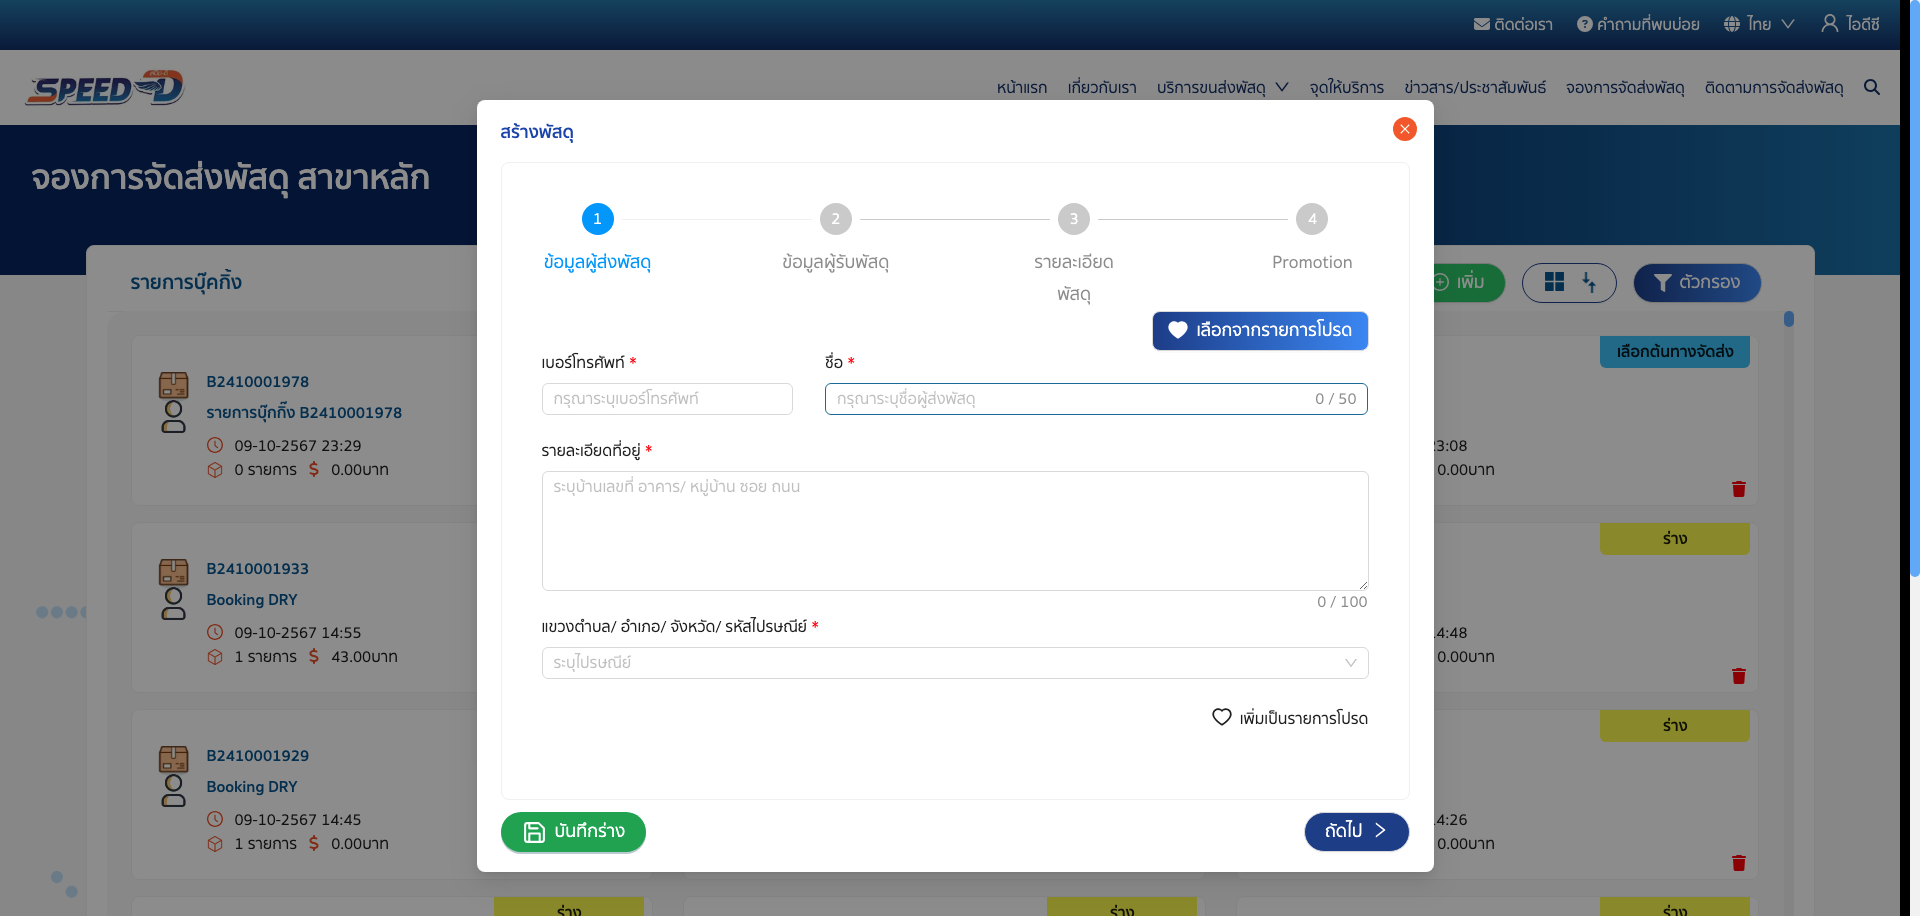 ติดต่อเรา
คำถามที่พบบ่อย
ไทย
ไอดีซี
SPEED-D
หน้าแรก
เกี่ยวกับเรา
บริการขนส่งพัสดุ
จุดให้บริการ
ข่าวสาร/ประชาสัมพันธ์
จองการจัดส่งพัสดุ
ติดตามการจัดส่งพัสดุ
จองการจัดส่งพัสดุ สาขาหลัก
รายการบุ๊คกิ้ง
เพิ่ม
ตัวกรอง
B2410001978
รายการบุ๊กกิ๊ง B2410001978
09-10-2567 23:29
0 รายการ $ 0.00บาท
B2410001933
Booking DRY
09-10-2567 14:55
1 รายการ $ 43.00บาท
B2410001929
Booking DRY
09-10-2567 14:45
1 รายการ $ 0.00บาท
สร้างพัสดุ
1
2
3
4
ข้อมูลผู้ส่งพัสดุ
ข้อมูลผู้รับพัสดุ
รายละเอียด
พัสดุ
Promotion
เลือกจากรายการโปรด
เบอร์โทรศัพท์ *
ชื่อ *
กรุณาระบุเบอร์โทรศัพท์
กรุณาระบุชื่อผู้ส่งพัสดุ
0 / 50
รายละเอียดที่อยู่ *
ระบุบ้านเลขที่ อาคาร/ หมู่บ้าน ซอย ถนน
0 / 100
แขวงตำบล/ อำเภอ/ จังหวัด/ รหัสไปรษณีย์ *
ระบุไปรษณีย์
เพิ่มเป็นรายการโปรด
บันทึกร่าง
ถัดไป
เลือกต้นทางจัดส่ง
3:08
0.00บาท
ร่าง
4:48
0.00บาท
ร่าง
4:26
0.00บาท
ร่าง
ร่าง
ร่าง